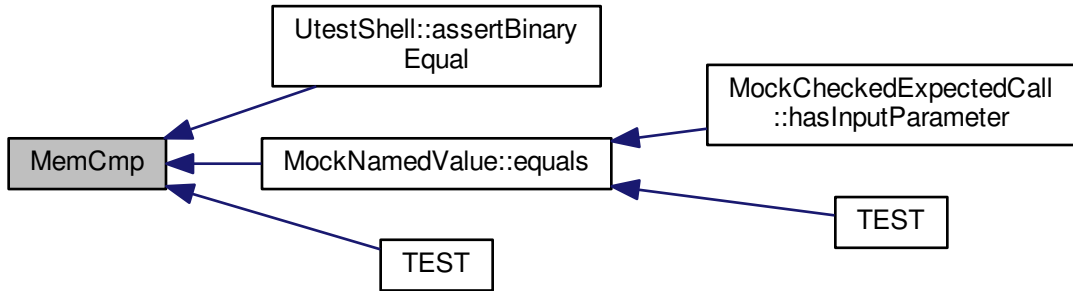 UtestShell::assertBinary
Equal
MockCheckedExpectedCall
::hasInputParameter
MemCmp
MockNamedValue::equals
TEST
TEST